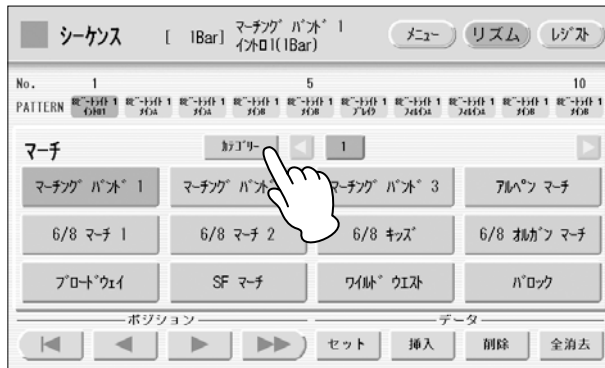 シーケンス [ 1Bar] マーチング バンド 1
イントロ1(1Bar)
メニュー リズム レジスト
No. 1 5 10
PATTERN
マーチ カテゴリー 1
マーチング バンド 1 マーチング バンド マーチング バンド 3 アルペン マーチ
6/8 マーチ 1 6/8 マーチ 2 6/8 キッズ 6/8 オルガン マーチ
ブロードウェイ SF マーチ ワイルド ウエスト バロック
ポジション データ
セット 挿入 削除 全消去